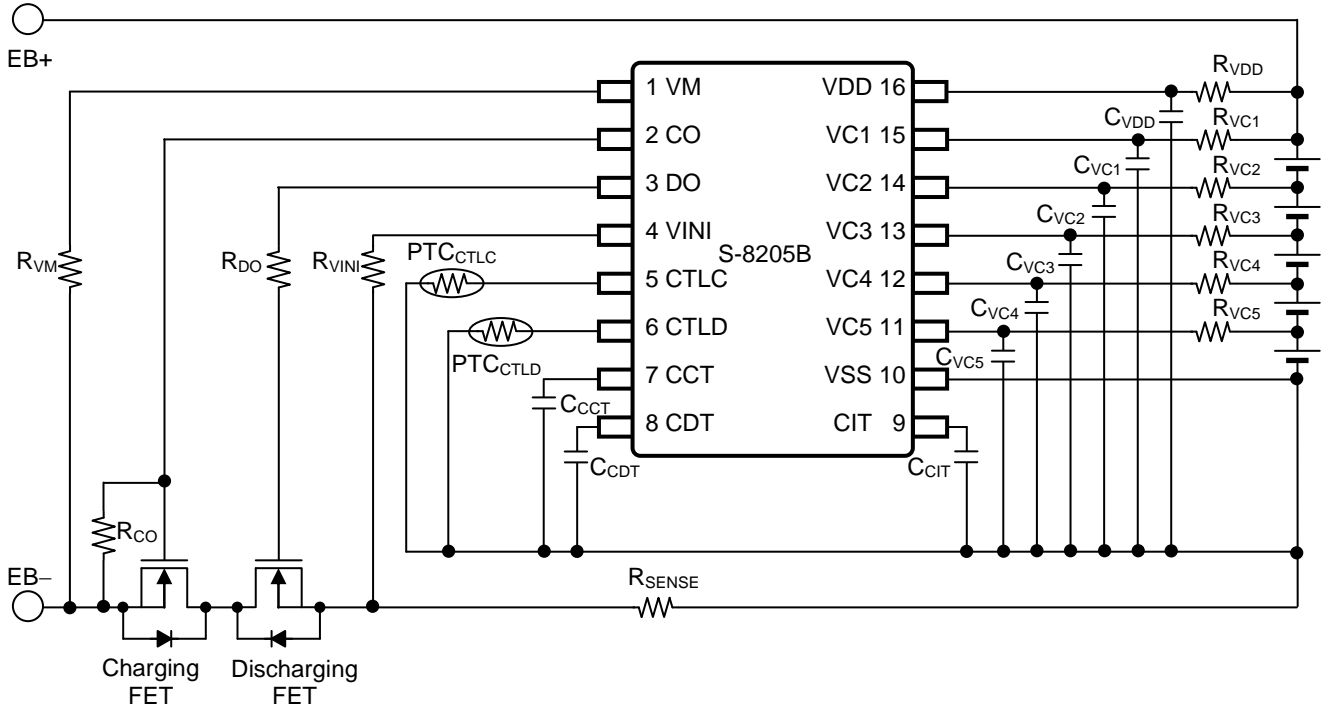 EB+
1 VM
2 CO
3 DO
4 VINI
5 CTLC
6 CTLD
7 CCT
8 CDT
S-8205B
VDD 16
VC1 15
VC2 14
VC3 13
VC4 12
VC5 11
VSS 10
CIT 9
RVDD
RVC1
RVC2
RVC3
RVC4
RVC5
CVDD
CVC1
CVC2
CVC3
CVC4
CVC5
CCIT
RVM
RDO
RVINI
PTCCTLC
PTCCTLD
CCCT
CCDT
RCO
EB−
RSENSE
Charging
FET
Discharging
FET